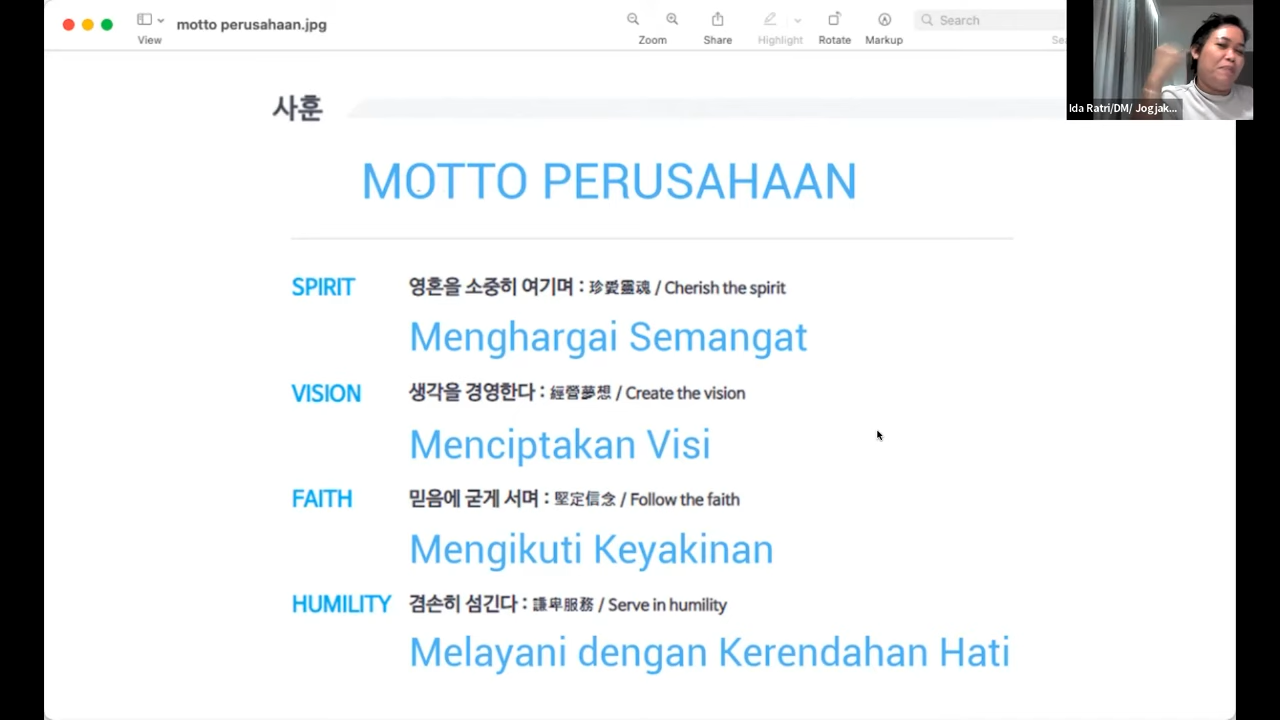 motto perusahaan.jpg
View
Zoom
Share
Highlight
Rotate
Markup
Search
Ida Ratri/DM/ Jogjak...
사훈
MOTTO PERUSAHAAN
SPIRIT 영혼을 소중히 여기며 : 珍愛靈魂 / Cherish the spirit
Menghargai Semangat
VISION 생각을 경영한다 : 經營夢想 / Create the vision
Menciptakan Visi
FAITH 믿음에 굳게 서며 : 堅定信念 / Follow the faith
Mengikuti Keyakinan
HUMILITY 겸손히 섬긴다 : 謙卑服務 / Serve in humility
Melayani dengan Kerendahan Hati